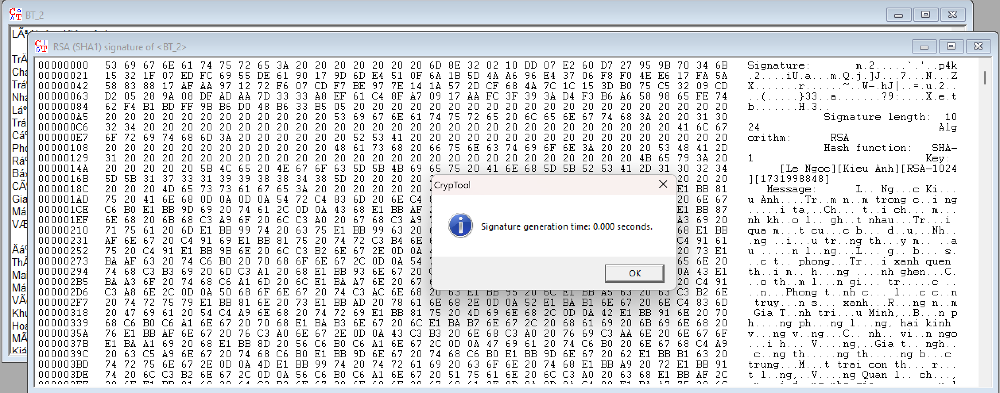 BT_2
RSA (SHA1) signature of <BT_2>
00000000 53 69 67 6E 61 74 75 72 65 3A 20 20 20 20 20 20 20 6D 8E 32 02 10 DD 07 E2 60 D7 27 95 9B 70 34 6B Signature:       m.2.....`.'..p4k
00000021 15 32 1F 07 ED FC 69 55 DE 61 90 17 9D 6D E4 51 0F 6A 1B 5D 4A A6 96 E4 37 06 F8 F0 4E E6 17 FA 5A .2....iU.a...m.Q.j.]J...7...N...Z
00000042 58 83 88 17 AF AA 97 12 72 F6 07 CD F7 BE 97 7E 14 1A 57 2D CF 68 4A 7C 1C 15 3D B0 75 C5 32 09 CD X.......r......~..W-.hJ|..=.u.2..
00000063 D2 05 28 9A 08 DF AD AA 7D 33 33 A8 EF 61 C4 8F A7 09 17 AA FC 3F 39 3A D4 F3 B6 A6 58 98 65 FE 74 ..(.....}33..a.......?9:....X.e.t
00000084 62 F4 B1 BD FF 9B B6 D0 48 B6 33 B5 05 20 20 20 20 20 20 20 20 20 20 20 20 20 20 20 20 20 20 20 20 b.......H.3..
000000A5 20 20 20 20 20 20 20 20 20 20 20 20 53 69 67 6E 61 74 75 72 65 20 6C 65 6E 67 74 68 3A 20 20 31 30 Signature length:  10
000000C6 32 34 20 20 20 20 20 20 20 20 20 20 20 20 20 20 20 20 20 20 20 20 20 20 20 20 20 20 20 20 41 6C 67 24 Alg
000000E7 6F 72 69 74 68 6D 3A 20 20 20 20 20 20 52 53 41 20 20 20 20 20 20 20 20 20 20 20 20 20 20 20 20 20 orithm:      RSA
00000108 20 20 20 20 20 20 20 20 20 20 20 20 48 61 73 68 20 66 75 6E 63 74 69 6F 6E 3A 20 20 20 53 48 41 2D Hash function:   SHA-
00000129 31 20 20 20 20 20 20 20 20 20 20 20 20 20 20 20 20 20 20 20 20 20 20 20 20 20 20 20 4B 65 79 3A 20 1 Key:
0000014A 20 20 20 20 20 5B 4C 65 20 4E 67 6F 63 5D 5B 4B 69 65 75 20 41 6E 68 5D 5B 52 53 41 2D 31 30 32 34 [Le Ngoc][Kieu Anh][RSA-1024
0000016B 5D 5B 31 37 33 31 39 39 38 38 34 38 5D 20 20 20 20 20 20 20 ][1731998848]
0000018C 20 20 20 4D 65 73 73 61 67 65 3A 20 20 20 20 20 E1 BB 81 Message:      L.. Ng...c Ki...
000001AD 75 20 41 6E 68 0D 0A 0D 0A 54 72 C4 83 6D 20 6E C4 20 6E 67 u Anh....Tr..m n..m trong c..i ng
000001CE C6 B0 E1 BB 9D 69 20 74 61 2C 0D 0A 43 68 E1 BB AF E1 BB 87 .....i ta,..Ch... t..i ch... m...
000001EF 6E 68 20 6B 68 C3 A9 6F 20 6C C3 A0 20 67 68 C3 A9 A3 69 20 nh kh..o l.. gh..t nhau...Tr...i
00000210 71 75 61 20 6D E1 BB 99 74 20 63 75 E1 BB 99 63 20 68 E1 BB qua m...t cu...c b... d..u,..Nh..
00000231 AF 6E 67 20 C4 91 69 E1 BB 81 75 20 74 72 C3 B4 6E C4 91 61 .ng ..i...u tr..ng th...y m.. ..a
00000252 75 20 C4 91 E1 BB 9B 6E 20 6C C3 B2 6E 67 2E 0D 0A 20 73 E1 u .....n l..ng...L... g.. b... s.
00000273 BA AF 63 20 74 C6 B0 20 70 68 6F 6E 67 2C 0D 0A 54 65 6E 20 ..c t.. phong,..Tr...i xanh quen
00000294 74 68 C3 B3 69 20 6D C3 A1 20 68 E1 BB 93 6E 67 20 0A 43 E1 th..i m.. h...ng ....nh ghen...C.
000002B5 BA A3 6F 20 74 68 C6 A1 6D 20 6C E1 BA A7 6E 20 67 20 C4 91 ..o th..m l...n gi... tr.....c ..
000002D6 C3 A8 6E 2C 0D 0A 50 68 6F 6E 67 20 74 C3 AC 6E 68 20 63 E1 BB 95 20 6C E1 BB A5 63 20 63 C3 B2 6E ..n,..Phong t..nh c... l...c c..n
000002F7 20 74 72 75 79 E1 BB 81 6E 20 73 E1 BB AD 20 78 61 6E 68 2E 0D 0A 52 E1 BA B1 6E 67 20 6E C4 83 6D truy...n s... xanh...R...ng n..m
00000318 20 47 69 61 20 54 C4 A9 6E 68 20 74 72 69 E1 BB 81 75 20 4D 69 6E 68 2C 0D 0A 42 E1 BB 91 6E 20 70 Gia T..nh tri...u Minh,..B...n p
00000339 68 C6 B0 C6 A1 6E 67 20 70 68 E1 BA B3 6E 67 20 6C E1 BA B7 6E 67 2C 20 68 61 69 20 6B 69 6E 68 20 h....ng ph...ng l...ng, hai kinh
0000035A 76 E1 BB AF 6E 67 20 76 C3 A0 6E 67 2E 0D 0A 43 C3 B3 20 6E 68 C3 A0 20 76 69 C3 AA 6E 20 6E 67 6F v...ng v..ng...C.. nh.. vi..n ngo
0000037B E1 BA A1 69 20 68 E1 BB 8D 20 56 C6 B0 C6 A1 6E 67 2C 0D 0A 47 69 61 20 74 C6 B0 20 6E 67 68 C4 A9 ...i h... V....ng,..Gia t.. ngh..
0000039C 20 63 C5 A9 6E 67 20 74 68 C6 B0 E1 BB 9D 6E 67 20 74 68 C6 B0 E1 BB 9D 6E 67 20 62 E1 BB B1 63 20 c..ng th.....ng th.....ng b...c
000003BD 74 72 75 6E 67 2E 0D 0A 4D E1 BB 99 74 20 74 72 61 69 20 63 6F 6E 20 74 68 E1 BB A9 20 72 E1 BB 91 trung...M...t trai con th... r...
000003DE 74 20 6C C3 B2 6E 67 2C 0D 0A 56 C6 B0 C6 A1 6E 67 20 51 75 61 6E 20 6C C3 A0 20 63 68 E1 BB AF 2C t l..ng,..V....ng Quan l.. ch...,
CrypTool
Signature generation time: 0.000 seconds.
OK